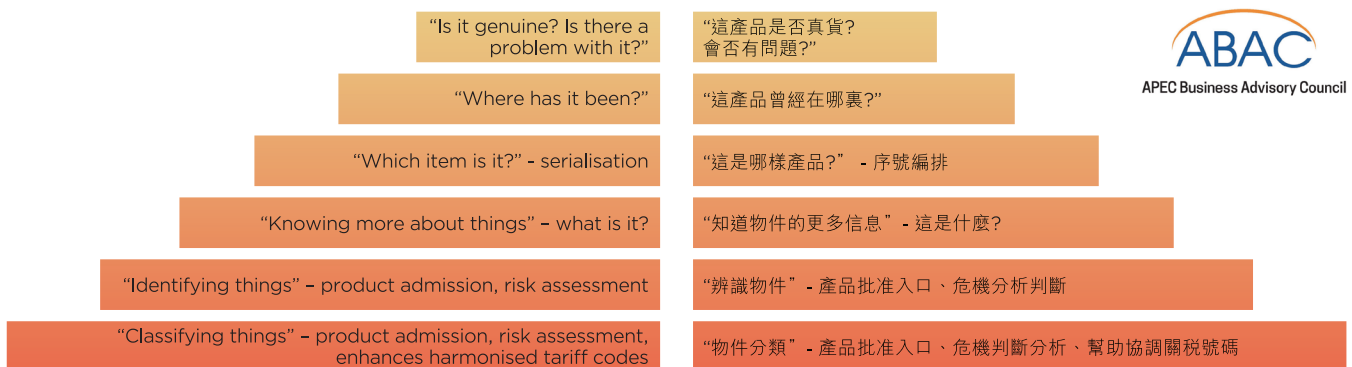 “Is it genuine? Is there a
problem with it?”
“這產品是否真貨?
會否有問題?”
ABAC
APEC Business Advisory Council
“Where has it been?”
“這產品曾經在哪裏?”
“Which item is it?” - serialisation
“這是哪樣產品?” - 序號編排
“Knowing more about things” – what is it?
“知道物件的更多信息” - 這是什麼?
“Identifying things” – product admission, risk assessment
“辨識物件” - 產品批准入口、危機分析判斷
“Classifying things” – product admission, risk assessment,
enhances harmonised tariff codes
“物件分類” - 產品批准入口、危機判斷分析、幫助協調關税號碼